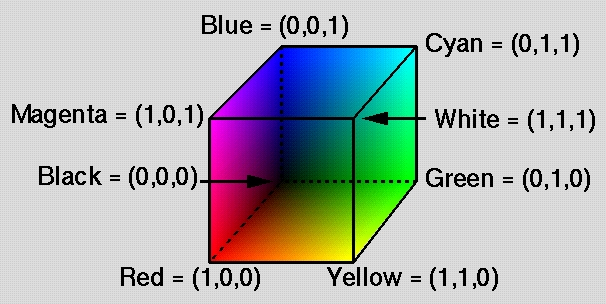 Blue = (0,0,1)
Cyan = (0,1,1)
Magenta = (1,0,1)
White = (1,1,1)
Black = (0,0,0)
Green = (0,1,0)
Red = (1,0,0)
Yellow = (1,1,0)